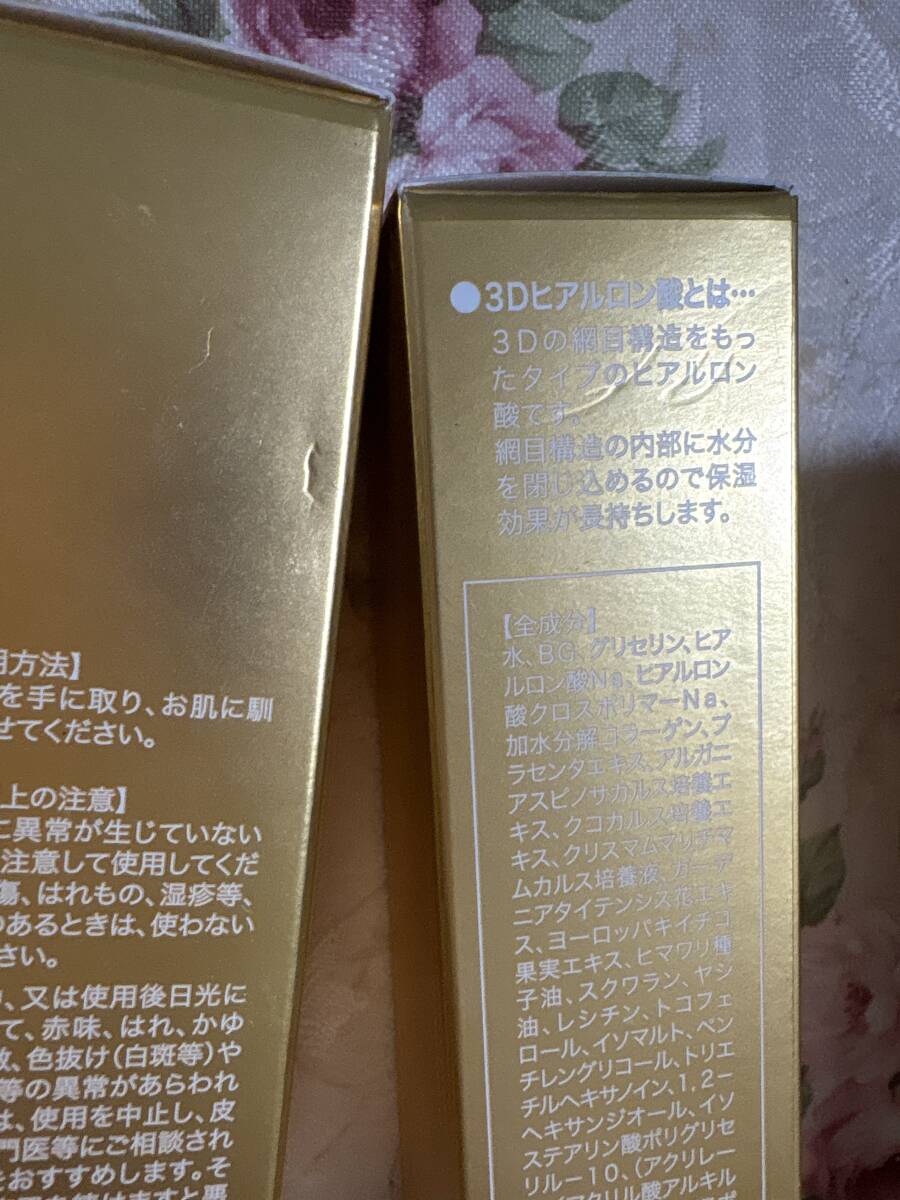 用方法】
を手に取り、お肌に馴
せてください。
上の注意】
に異常が生じていない
注意して使用してくだ
傷、はれもの、湿疹等、
のあるときは、使わない
さい。
、又は使用後日光に
て、赤味、はれ、かゆ
激、色抜け(白斑等)や
等の異常があらわれ
は、使用を中止し、皮
門医等にご相談され
をおすすめします。そ
●3Dヒアルロン酸とは…
3Dの網目構造をもっ
たタイプのヒアルロン
酸です。
網目構造の内部に水分
を閉じ込めるので保湿
効果が長持ちします。
【全成分】
水、BG、グリセリン、ヒア
ルロン酸Na、ヒアルロン
酸クロスポリマーNa、
加水分解コラーゲン、プ
ラセンタエキス、アルガニ
アスピノサカルス培養エ
キス、クコカルス培養エ
キス、クリスマムマリチマ
ムカルス培養液、ガーデ
ニアタイテンシス花エキ
ス、ヨーロッパキイチゴ
果実エキス、ヒマワリ種
子油、スクワラン、ヤシ
油、レシチン、トコフェ
ロール、イソマルト、ペン
チレングリコール、トリエ
チルヘキサノイン、1,2-
ヘキサンジオール、イソ
ステアリン酸ポリグリセ
リル-10、(アクリレー
アクリル酸アルキル